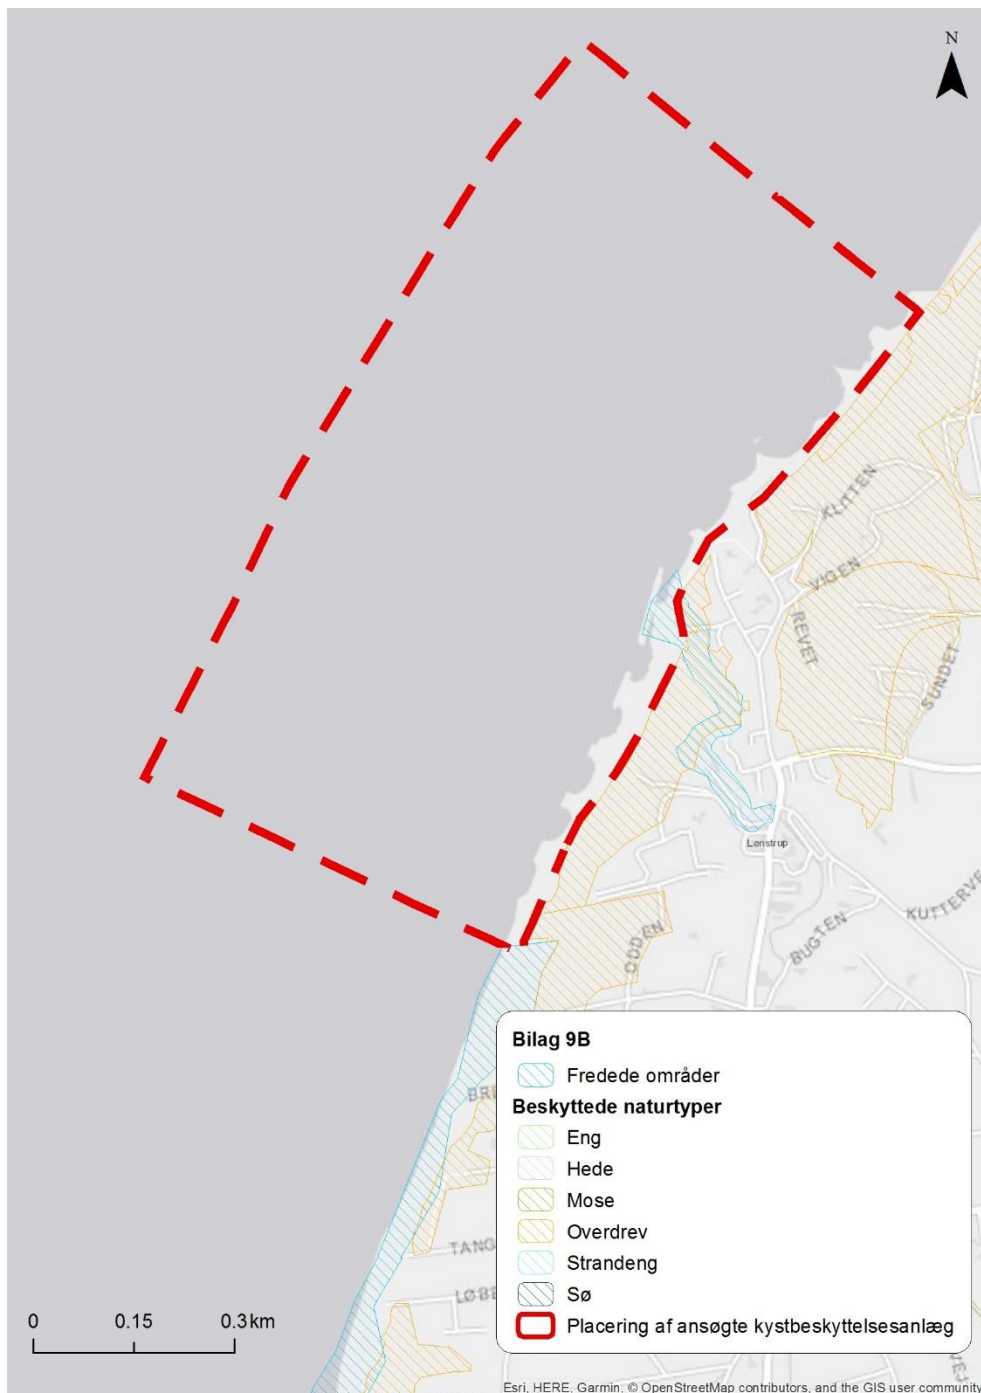 N
KLITTEN
VIGEN
REVET
SUNDET
Lønstrup
KUTTERVE
BUGTEN
ODDEN
Bilag 9B
Fredede områder
Beskyttede naturtyper
Eng
Hede
Mose
Overdrev
Strandeng
Sø
Placering af ansøgte kystbeskyttelsesanlæg
BRE
TANG
LØBE
VEJ
0 0.15 0.3 km
Esri, HERE, Garmin, © OpenStreetMap contributors, and the GIS user community